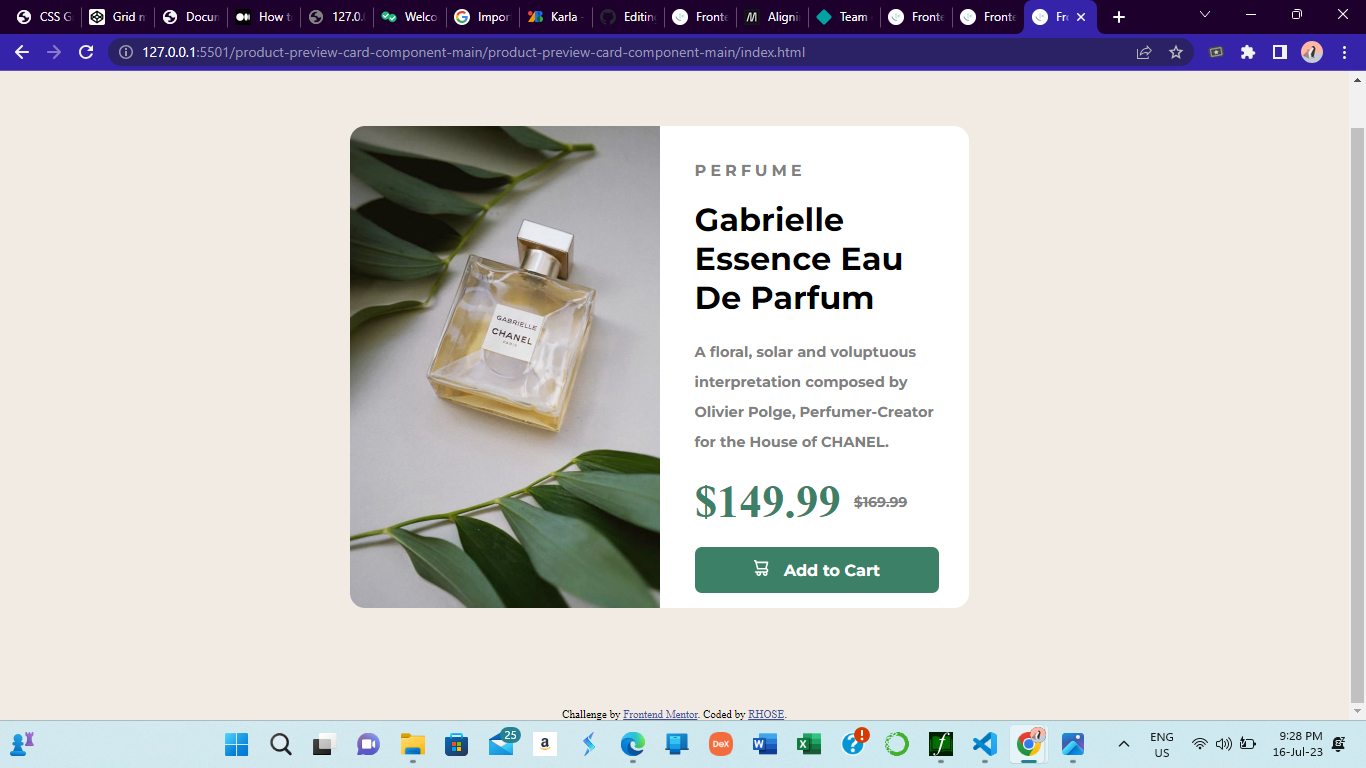 CSS G
Grid n
Docun
How t
127.0.
Welco
Impor
Karla
Editin
Fronte
Aligni
Team
Fronte
Fronte
Fro
127.0.0.1:5501/product-preview-card-component-main/product-preview-card-component-main/index.html
GABRIELLE
CHANEL
PARIS
PERFUME
Gabrielle
Essence Eau
De Parfum
A floral, solar and voluptuous
interpretation composed by
Olivier Polge, Perfumer-Creator
for the House of CHANEL.
$149.99 $169.99
Add to Cart
Challenge by Frontend Mentor. Coded by RHOSE.
25
a
DeX
W
X
?
!
f
ENG
US
9:28 PM
16-Jul-23